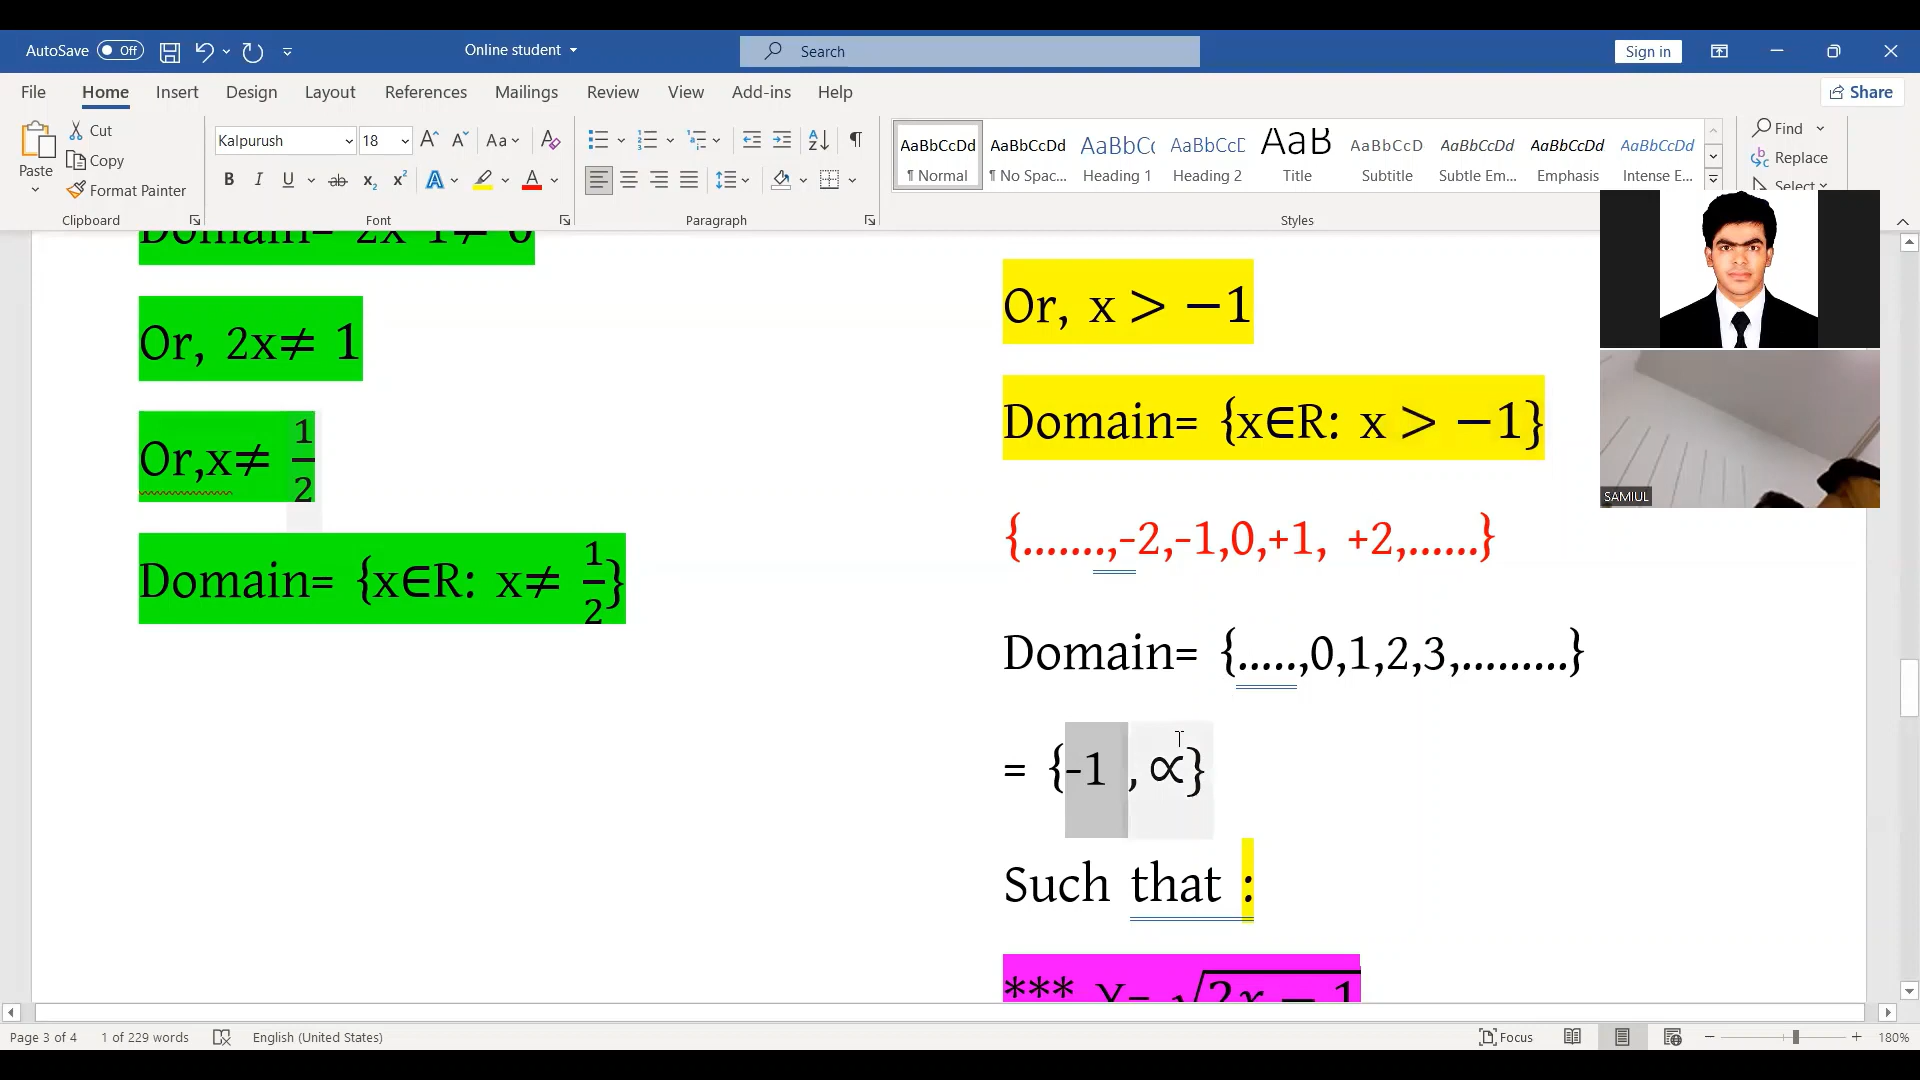 AutoSave Off Online student Search Sign in
File Home Insert Design Layout References Mailings Review View Add-ins Help Share
Paste Cut Copy Format Painter
Clipboard
Kalpurush 18
Font
Paragraph
AaBbCcDd AaBbCcDd AaBbCc AaBbCcD AaB AaBbCcD AaBbCcDd AaBbCcDd AaBbCcDd
¶ Normal ¶ No Spac... Heading 1 Heading 2 Title Subtitle Subtle Em... Emphasis Intense E...
Styles
Find
Replace
Select
Or, 2x≠ 1
Or,x≠ 1/2
Domain= {x∈R: x≠ 1/2}
Or, x > −1
Domain= {x∈R: x > −1}
{.......,-2,-1,0,+1, +2,......}
Domain= {.....,0,1,2,3,.........}
= {-1 ,∝}
Such that :
*** Y= √2x − 1
SAMIUL
Page 3 of 4 1 of 229 words English (United States) Focus 180%